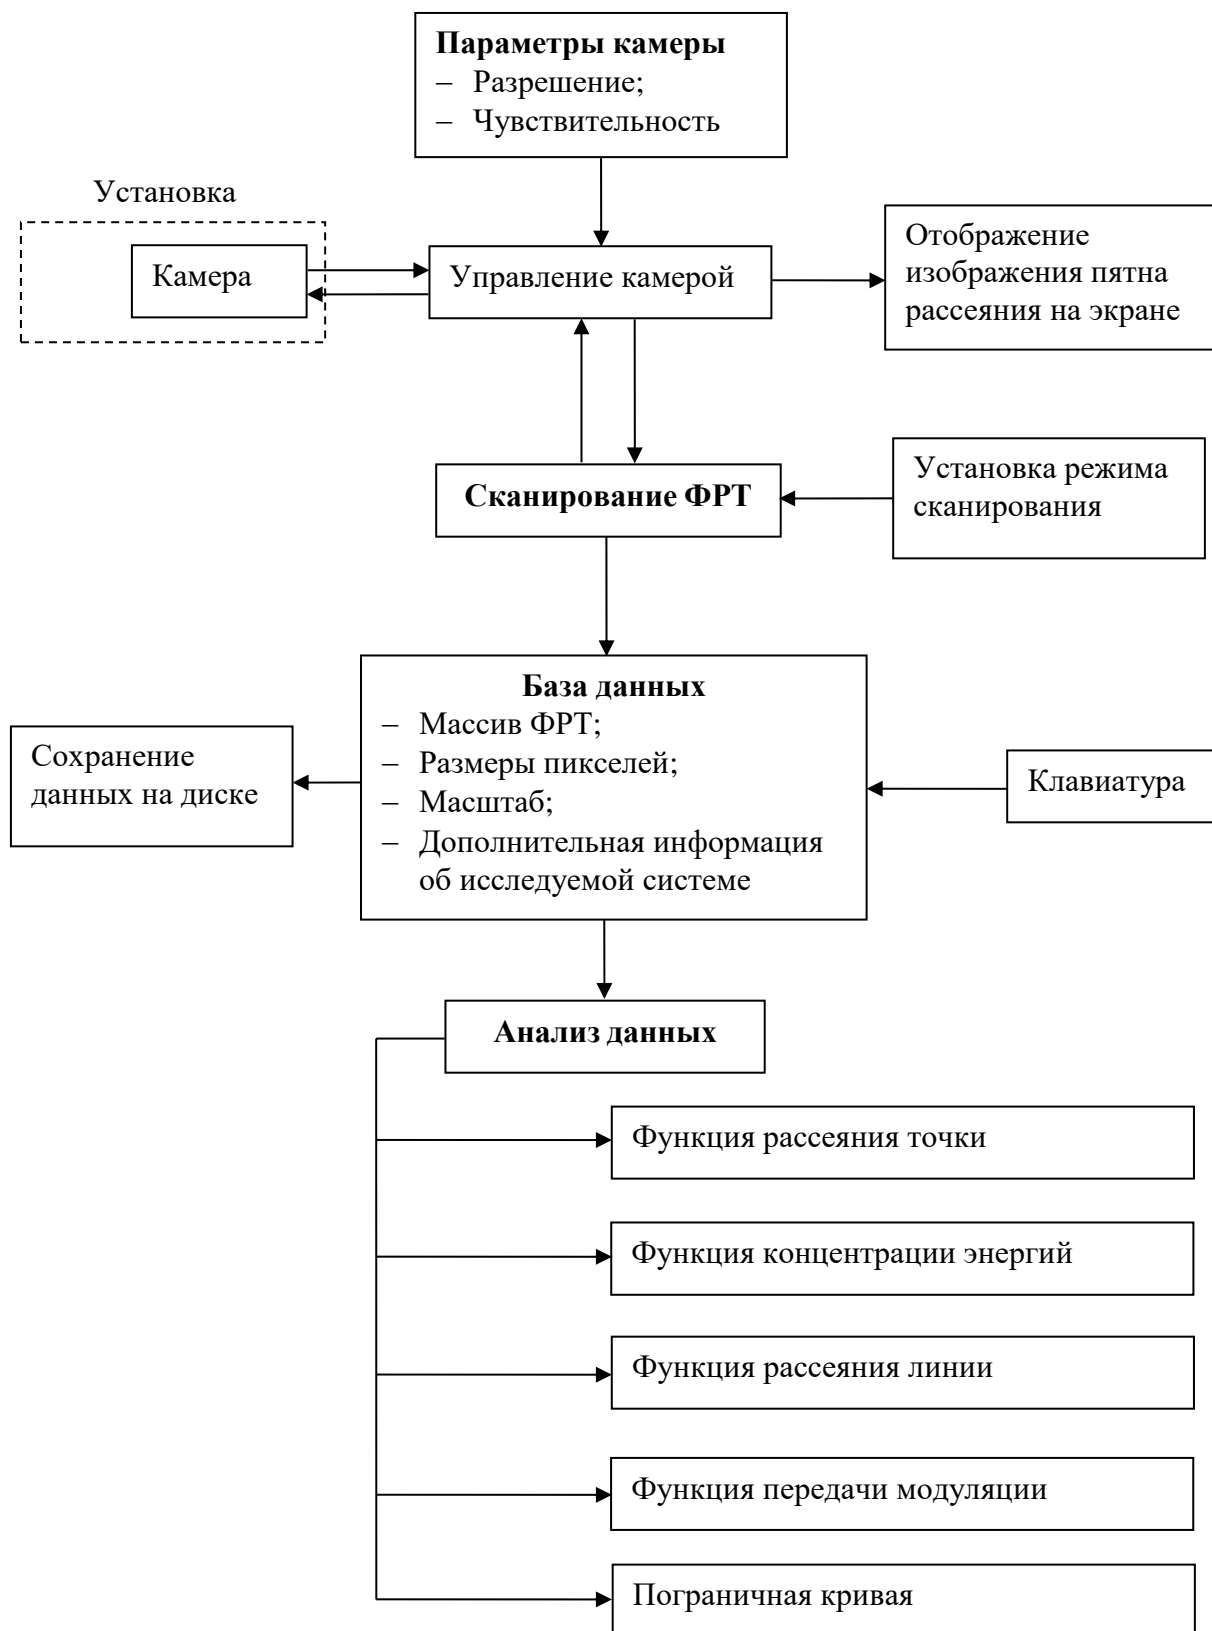 Параметры камеры
– Разрешение;
– Чувствительность
Установка
Камера
Управление камерой
Отображение
изображения пятна
рассеяния на экране
Сканирование ФРТ
Установка режима
сканирования
База данных
– Массив ФРТ;
– Размеры пикселей;
– Масштаб;
– Дополнительная информация
об исследуемой системе
Сохранение
данных на диске
Клавиатура
Анализ данных
Функция рассеяния точки
Функция концентрации энергий
Функция рассеяния линии
Функция передачи модуляции
Пограничная кривая